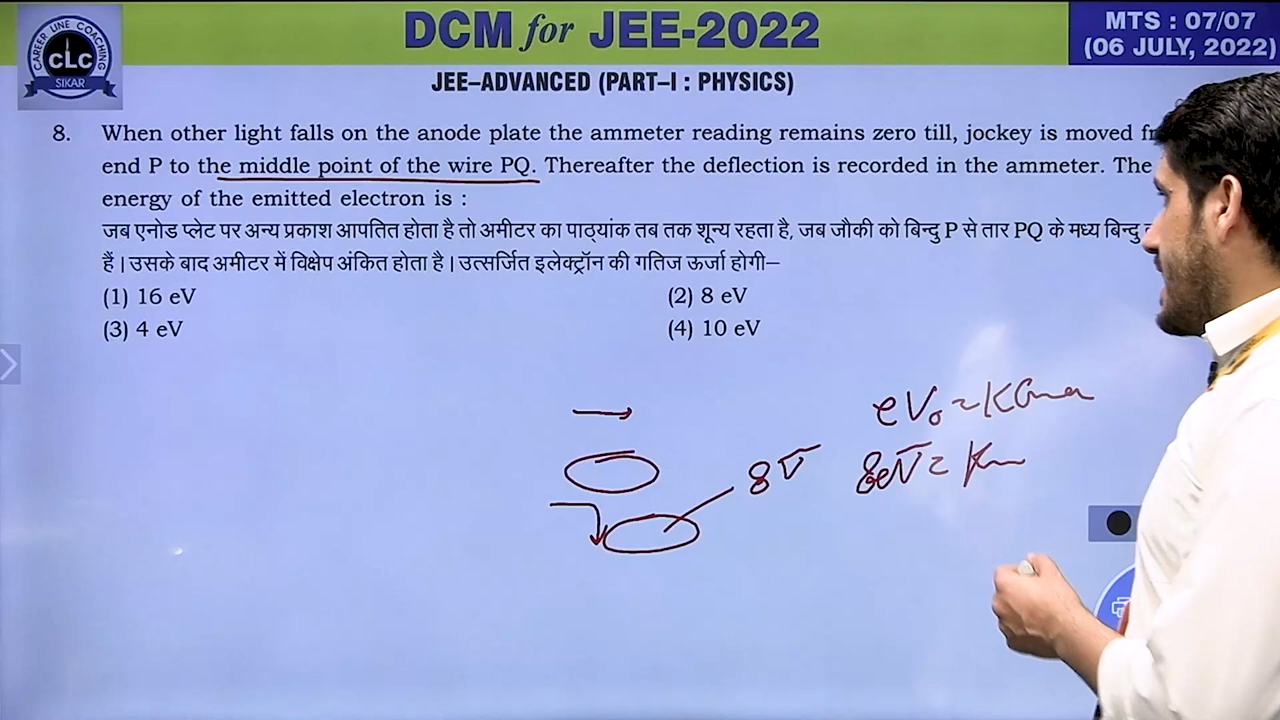 CAREER LINE COACHING
CLC
SIKAR
DCM for JEE-2022
MTS : 07/07
(06 JULY, 2022)
JEE–ADVANCED (PART–I : PHYSICS)
8. When other light falls on the anode plate the ammeter reading remains zero till, jockey is moved fr
end P to the middle point of the wire PQ. Thereafter the deflection is recorded in the ammeter. The
energy of the emitted electron is :
जब एनोड प्लेट पर अन्य प्रकाश आपतित होता है तो अमीटर का पाठ्यांक तब तक शून्य रहता है, जब जौकी को बिन्दु P से तार PQ के मध्य बिन्दु
हैं। उसके बाद अमीटर में विक्षेप अंकित होता है। उत्सर्जित इलेक्ट्रॉन की गतिज ऊर्जा होगी–
(1) 16 eV (2) 8 eV
(3) 4 eV (4) 10 eV
8V